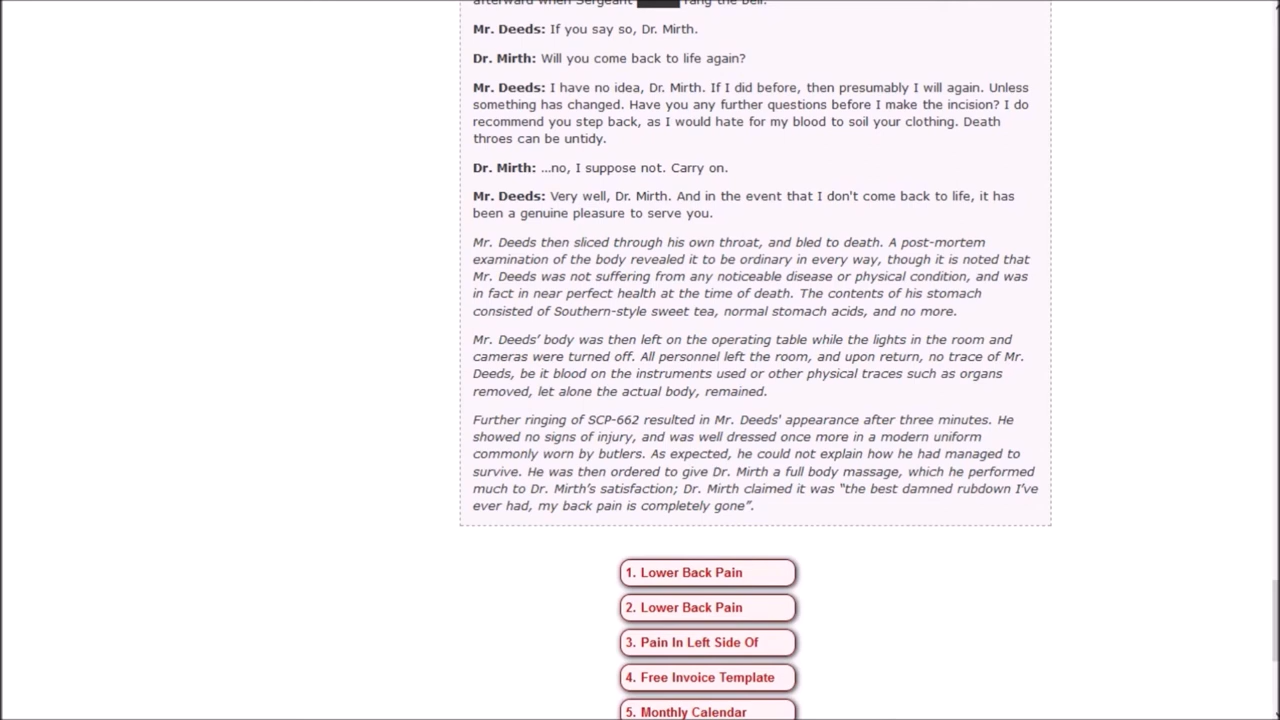 afterward when Sergeant rang the Bell.
Mr. Deeds: If you say so, Dr. Mirth.
Dr. Mirth: Will you come back to life again?
Mr. Deeds: I have no idea, Dr. Mirth. If I did before, then presumably I will again. Unless
something has changed. Have you any further questions before I make the incision? I do
recommend you step back, as I would hate for my blood to soil your clothing. Death
throes can be untidy.
Dr. Mirth: ...no, I suppose not. Carry on.
Mr. Deeds: Very well, Dr. Mirth. And in the event that I don't come back to life, it has
been a genuine pleasure to serve you.
Mr. Deeds then sliced through his own throat, and bled to death. A post-mortem
examination of the body revealed it to be ordinary in every way, though it is noted that
Mr. Deeds was not suffering from any noticeable disease or physical condition, and was
in fact in near perfect health at the time of death. The contents of his stomach
consisted of Southern-style sweet tea, normal stomach acids, and no more.
Mr. Deeds’ body was then left on the operating table while the lights in the room and
cameras were turned off. All personnel left the room, and upon return, no trace of Mr.
Deeds, be it blood on the instruments used or other physical traces such as organs
removed, let alone the actual body, remained.
Further ringing of SCP-662 resulted in Mr. Deeds' appearance after three minutes. He
showed no signs of injury, and was well dressed once more in a modern uniform
commonly worn by butlers. As expected, he could not explain how he had managed to
survive. He was then ordered to give Dr. Mirth a full body massage, which he performed
much to Dr. Mirth’s satisfaction; Dr. Mirth claimed it was “the best damned rubdown I’ve
ever had, my back pain is completely gone”.
1. Lower Back Pain
2. Lower Back Pain
3. Pain In Left Side Of
4. Free Invoice Template
5. Monthly Calendar